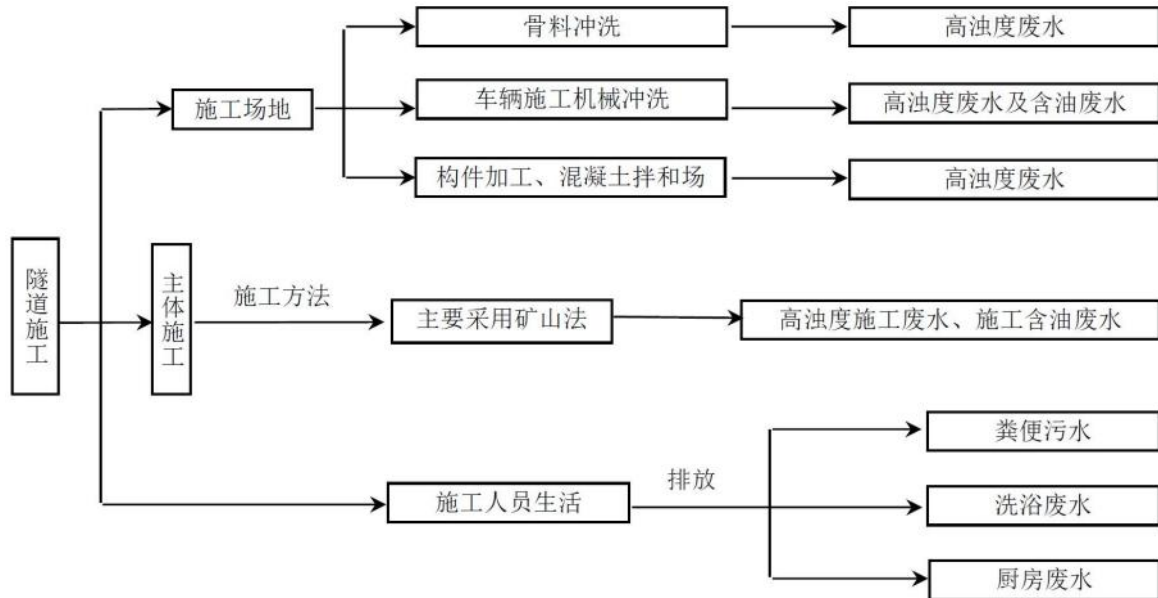 骨料冲洗
高浊度废水
施工场地
车辆施工机械冲洗
高浊度废水及含油废水
构件加工、混凝土拌和场
高浊度废水
隧道施工
主体施工
施工方法
主要采用矿山法
高浊度施工废水、施工含油废水
粪便污水
施工人员生活
排放
洗浴废水
厨房废水